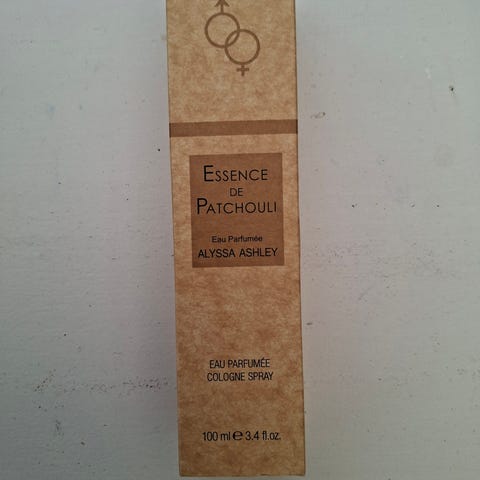 ESSENCE
DE
PATCHOULI
Eau Parfumée
ALYSSA ASHLEY
EAU PARFUMÉE
COLOGNE SPRAY
100 ml ℮ 3.4 fl.oz.